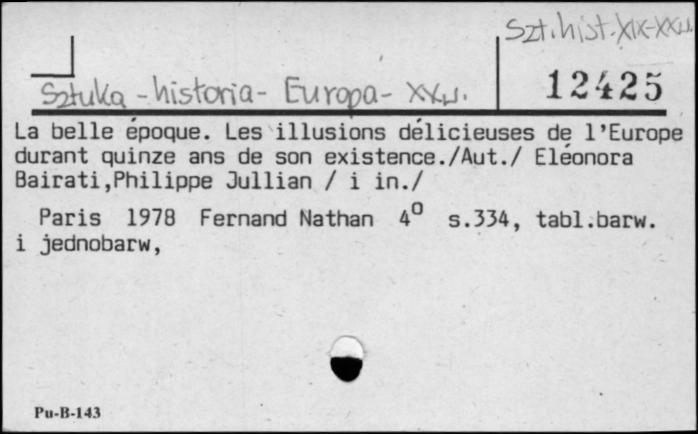 Szt.hist.XIX-XXw.
Sztuka - historia - Europa - XXw.
12425
La belle époque. Les illusions délicieuses de l'Europe
durant quinze ans de son existence./Aut./ Eléonora
Bairati,Philippe Jullian / i in./
Paris 1978 Fernand Nathan 4º s.334, tabl.barw.
i jednobarw,
Pu-B-143